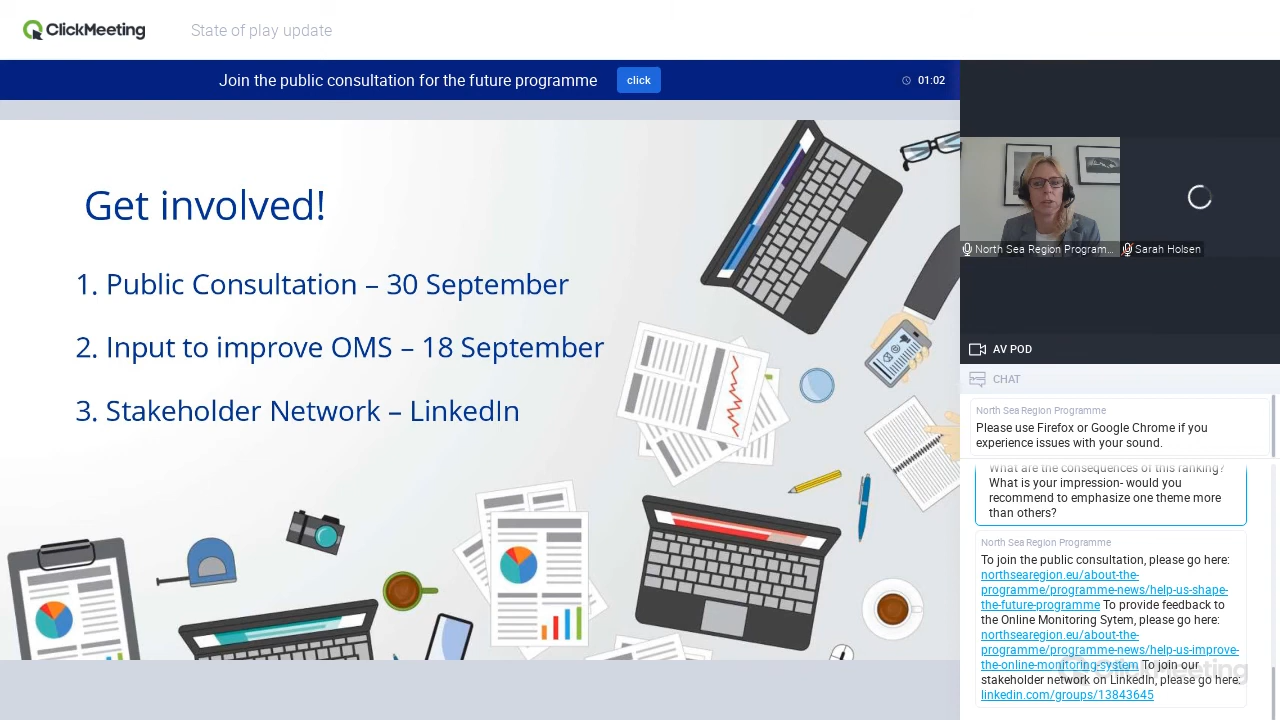 ClickMeeting
State of play update
Join the public consultation for the future programme
click
01:02
Get involved!
1. Public Consultation – 30 September
2. Input to improve OMS – 18 September
3. Stakeholder Network – LinkedIn
North Sea Region Program...
Sarah Holsen
AV POD
CHAT
North Sea Region Programme
Please use Firefox or Google Chrome if you
experience issues with your sound.
What are the consequences of this ranking?
What is your impression- would you
recommend to emphasize one theme more
than others?
North Sea Region Programme
To join the public consultation, please go here:
northsearegion.eu/about-the-
programme/programme-news/help-us-shape-
the-future-programme To provide feedback to
the Online Monitoring Sytem, please go here:
northsearegion.eu/about-the-
programme/programme-news/help-us-improve-
the-online-monitoring-system To join our
stakeholder network on LinkedIn, please go here:
linkedin.com/groups/13843645
ClickMeeting